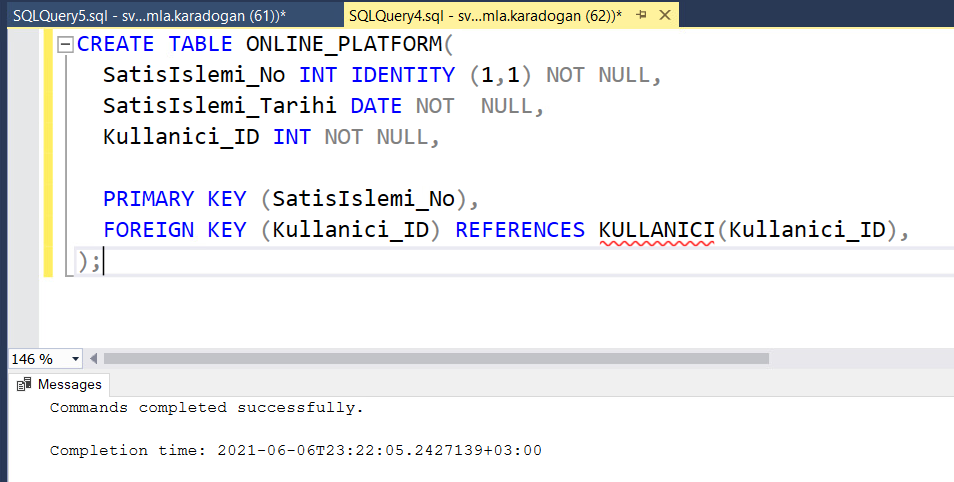 SQLQuery5.sql - sv...mla.karadogan (61))*
SQLQuery4.sql - sv...mla.karadogan (62))*
CREATE TABLE ONLINE_PLATFORM(
SatisIslemi_No INT IDENTITY (1,1) NOT NULL,
SatisIslemi_Tarihi DATE NOT  NULL,
Kullanici_ID INT NOT NULL,
PRIMARY KEY (SatisIslemi_No),
FOREIGN KEY (Kullanici_ID) REFERENCES KULLANICI(Kullanici_ID),
);
146 %
Messages
Commands completed successfully.
Completion time: 2021-06-06T23:22:05.2427139+03:00